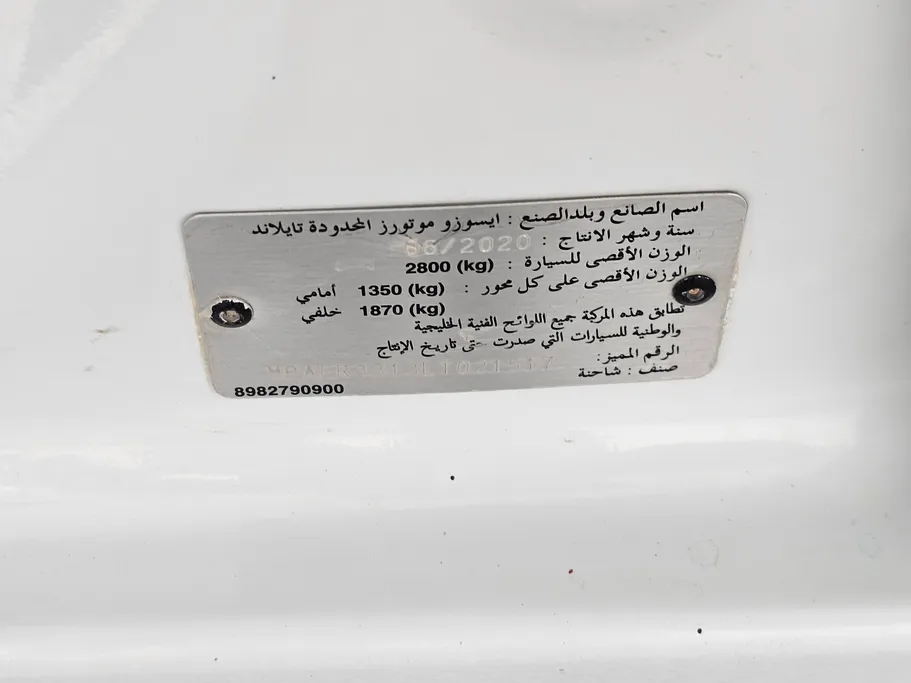 اسم الصانع وبلدالصنع : ايسوزو موتورز المحدودة تايلاند
سنة وشهر الانتاج : 06/2020
الوزن الأقصى للسيارة : 2800 (kg)
الوزن الأقصى على كل محور : 1350 (kg) أمامي
1870 (kg) خلفي
تطابق هذه المركبة جميع اللوائح الفنية الخليجية
والوطنية للسيارات التي صدرت حتى تاريخ الإنتاج
الرقم المميز:
صنف : شاحنة
8982790900